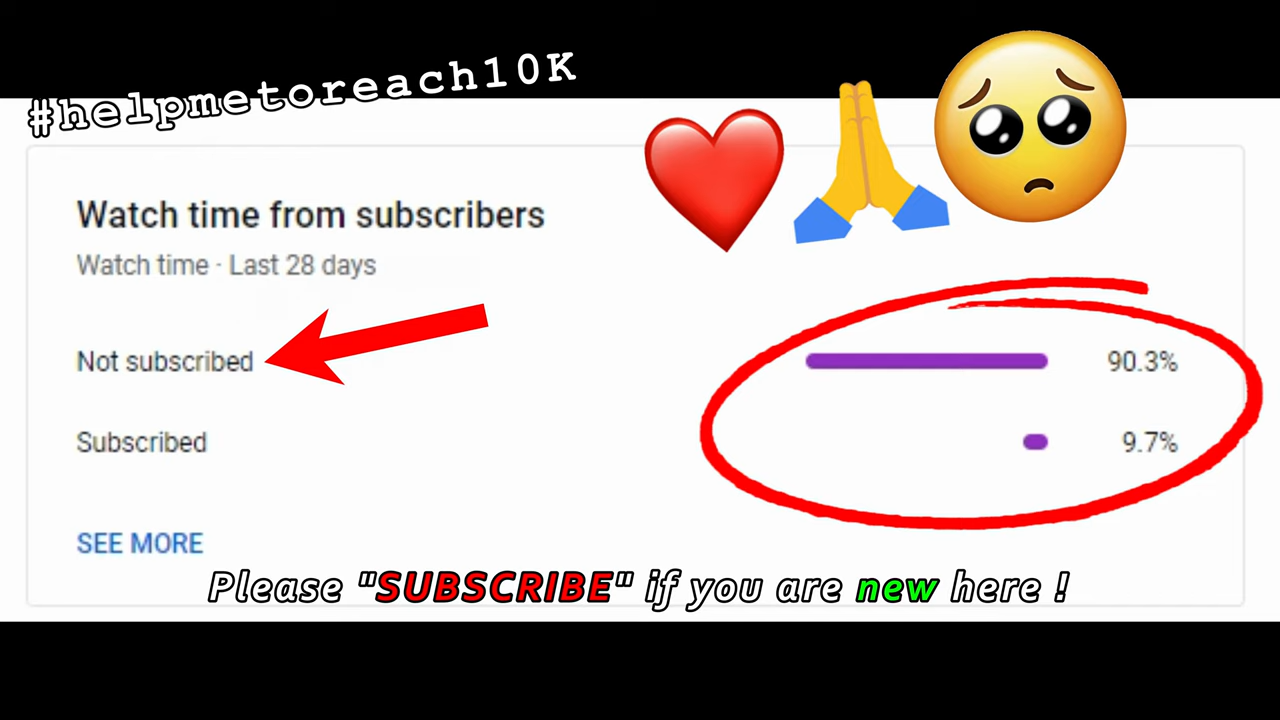 #helpmetoreach10K
Watch time from subscribers
Watch time · Last 28 days
Not subscribed 90.3%
Subscribed 9.7%
SEE MORE
Please "SUBSCRIBE" if you are new here !